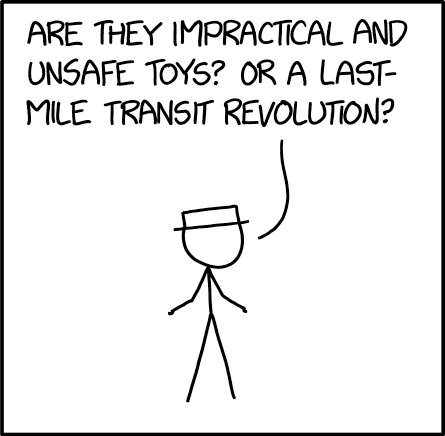 ARE THEY IMPRACTICAL AND
UNSAFE TOYS? OR A LAST-
MILE TRANSIT REVOLUTION?